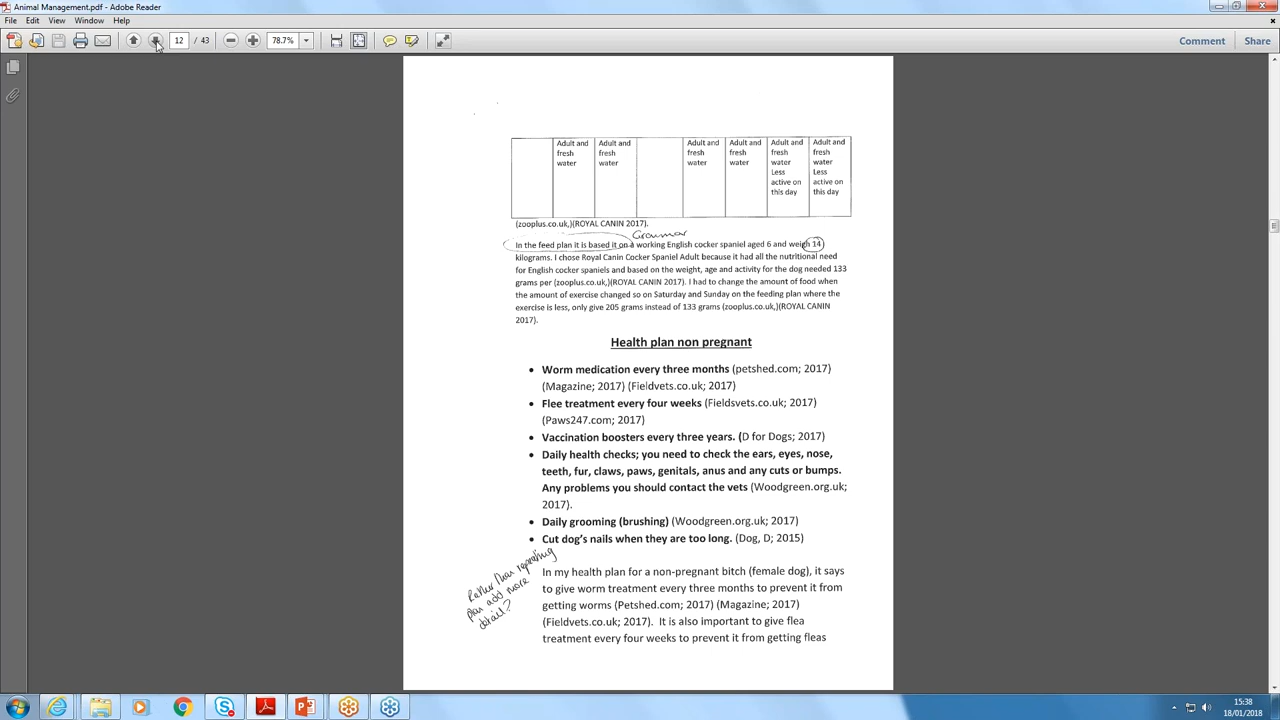 Animal Management.pdf - Adobe Reader
File Edit View Window Help
12 / 43 78.7% Comment Share
Adult and fresh water
Adult and fresh water
Adult and fresh water
Adult and fresh water
Adult and fresh water Less active on this day
Adult and fresh water Less active on this day
(zooplus.co.uk,)(ROYAL CANIN 2017).
Grammar
In the feed plan it is based it on a working English cocker spaniel aged 6 and weigh 14
kilograms. I chose Royal Canin Cocker Spaniel Adult because it had all the nutritional need
for English cocker spaniels and based on the weight, age and activity for the dog needed 133
grams per (zooplus.co.uk,)(ROYAL CANIN 2017). I had to change the amount of food when
the amount of exercise changed so on Saturday and Sunday on the feeding plan where the
exercise is less, only give 205 grams instead of 133 grams (zooplus.co.uk,)(ROYAL CANIN
2017).
Health plan non pregnant
• Worm medication every three months (petshed.com; 2017)
(Magazine; 2017) (Fieldvets.co.uk; 2017)
• Flee treatment every four weeks (Fieldsvets.co.uk; 2017)
(Paws247.com; 2017)
• Vaccination boosters every three years. (D for Dogs; 2017)
• Daily health checks; you need to check the ears, eyes, nose,
teeth, fur, claws, paws, genitals, anus and any cuts or bumps.
Any problems you should contact the vets (Woodgreen.org.uk;
2017).
• Daily grooming (brushing) (Woodgreen.org.uk; 2017)
• Cut dog's nails when they are too long. (Dog, D; 2015)
Rather than repeating
plan add more
detail?
In my health plan for a non-pregnant bitch (female dog), it says
to give worm treatment every three months to prevent it from
getting worms (Petshed.com; 2017) (Magazine; 2017)
(Fieldvets.co.uk; 2017). It is also important to give flea
treatment every four weeks to prevent it from getting fleas
15:38
18/01/2018